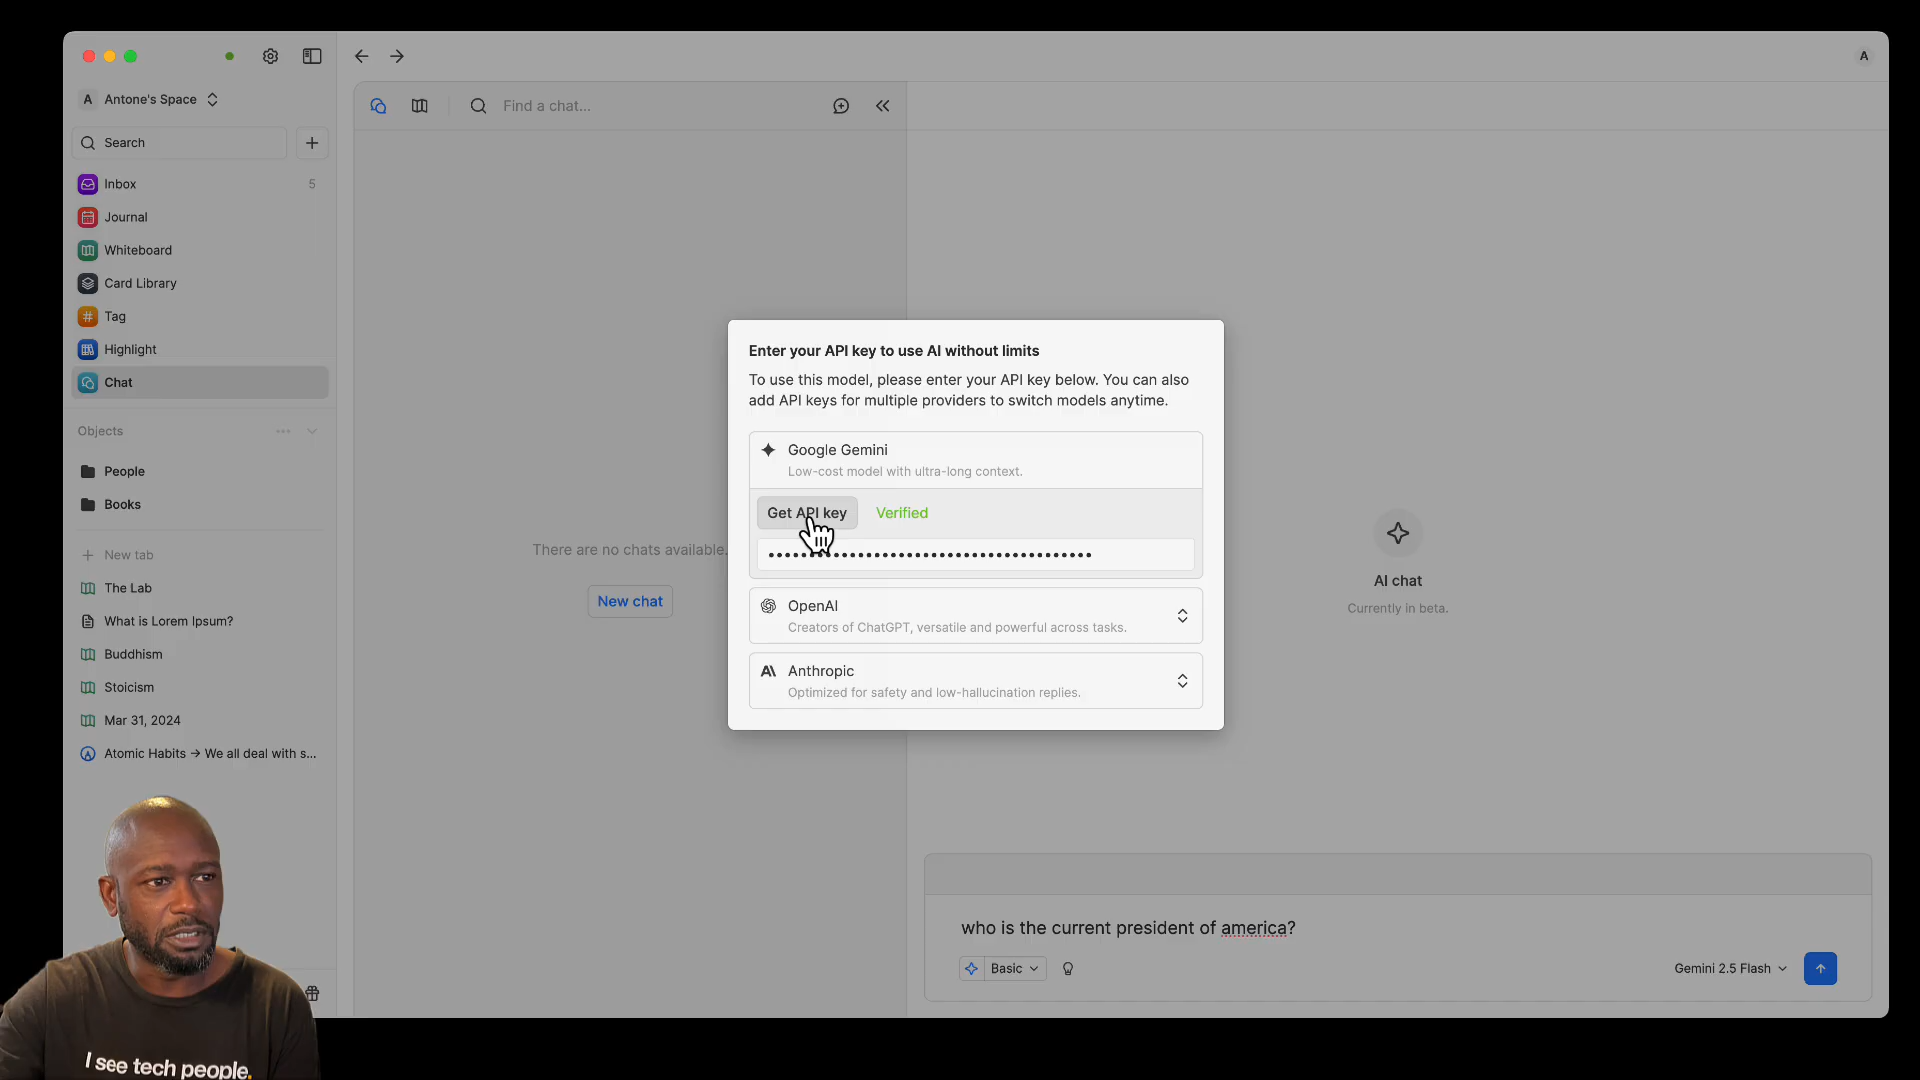 A
A Antone's Space
Find a chat...
Search
Inbox 5
Journal
Whiteboard
Card Library
Tag
Highlight
Chat
Objects
People
Books
New tab
The Lab
What is Lorem Ipsum?
Buddhism
Stoicism
Mar 31, 2024
Atomic Habits → We all deal with s...
There are no chats available.
New chat
Enter your API key to use AI without limits
To use this model, please enter your API key below. You can also
add API keys for multiple providers to switch models anytime.
Google Gemini
Low-cost model with ultra-long context.
Get API key Verified
OpenAI
Creators of ChatGPT, versatile and powerful across tasks.
Anthropic
Optimized for safety and low-hallucination replies.
AI chat
Currently in beta.
who is the current president of america?
Basic
Gemini 2.5 Flash
I see tech people.